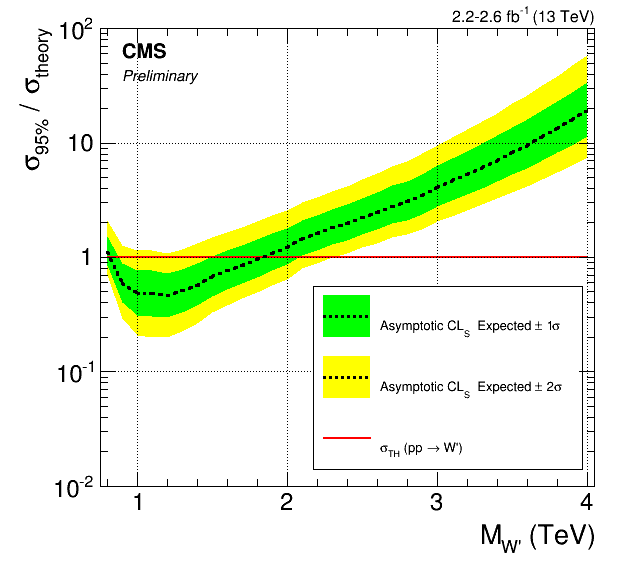 2.2-2.6 fb⁻¹ (13 TeV)
σ95% / σtheory
CMS
Preliminary
10²
10
1
10⁻¹
10⁻²
Asymptotic CLS Expected ± 1σ
Asymptotic CLS Expected ± 2σ
σTH (pp → W')
1 2 3 4
MW' (TeV)